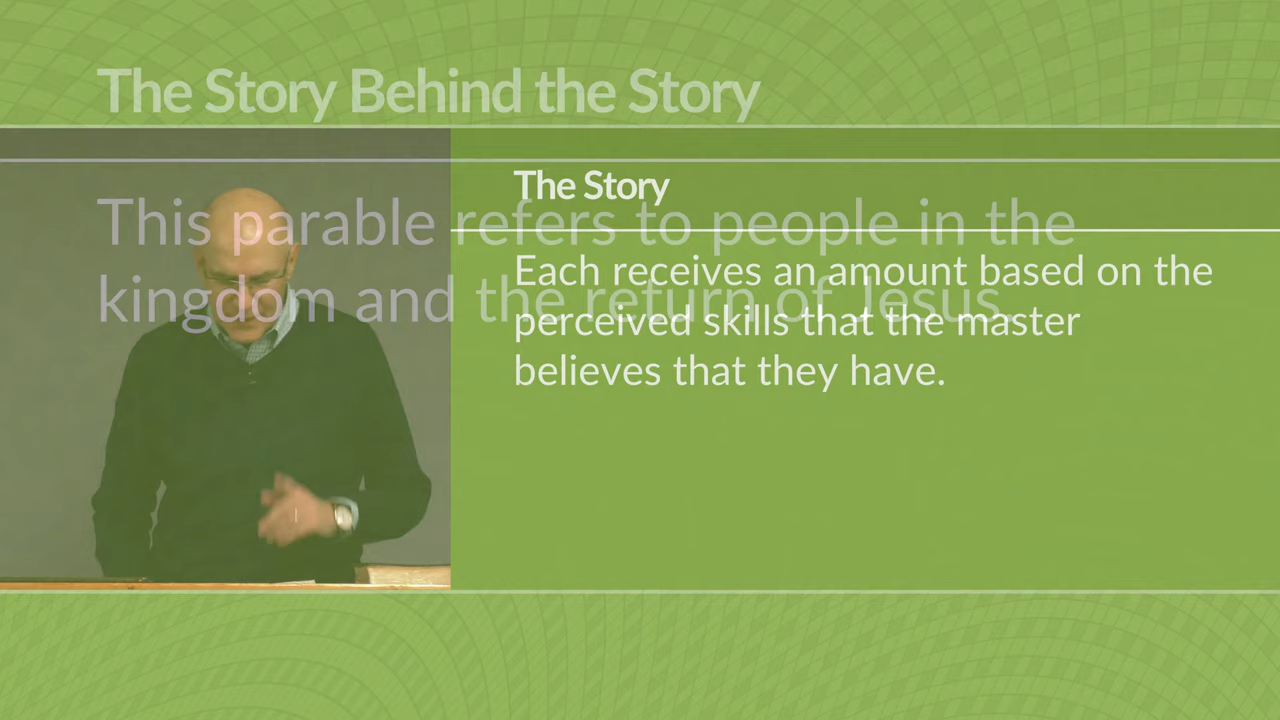 The Story Behind the Story
This parable refers to people in the
kingdom and the return of Jesus.
The Story
Each receives an amount based on the
perceived skills that the master
believes that they have.